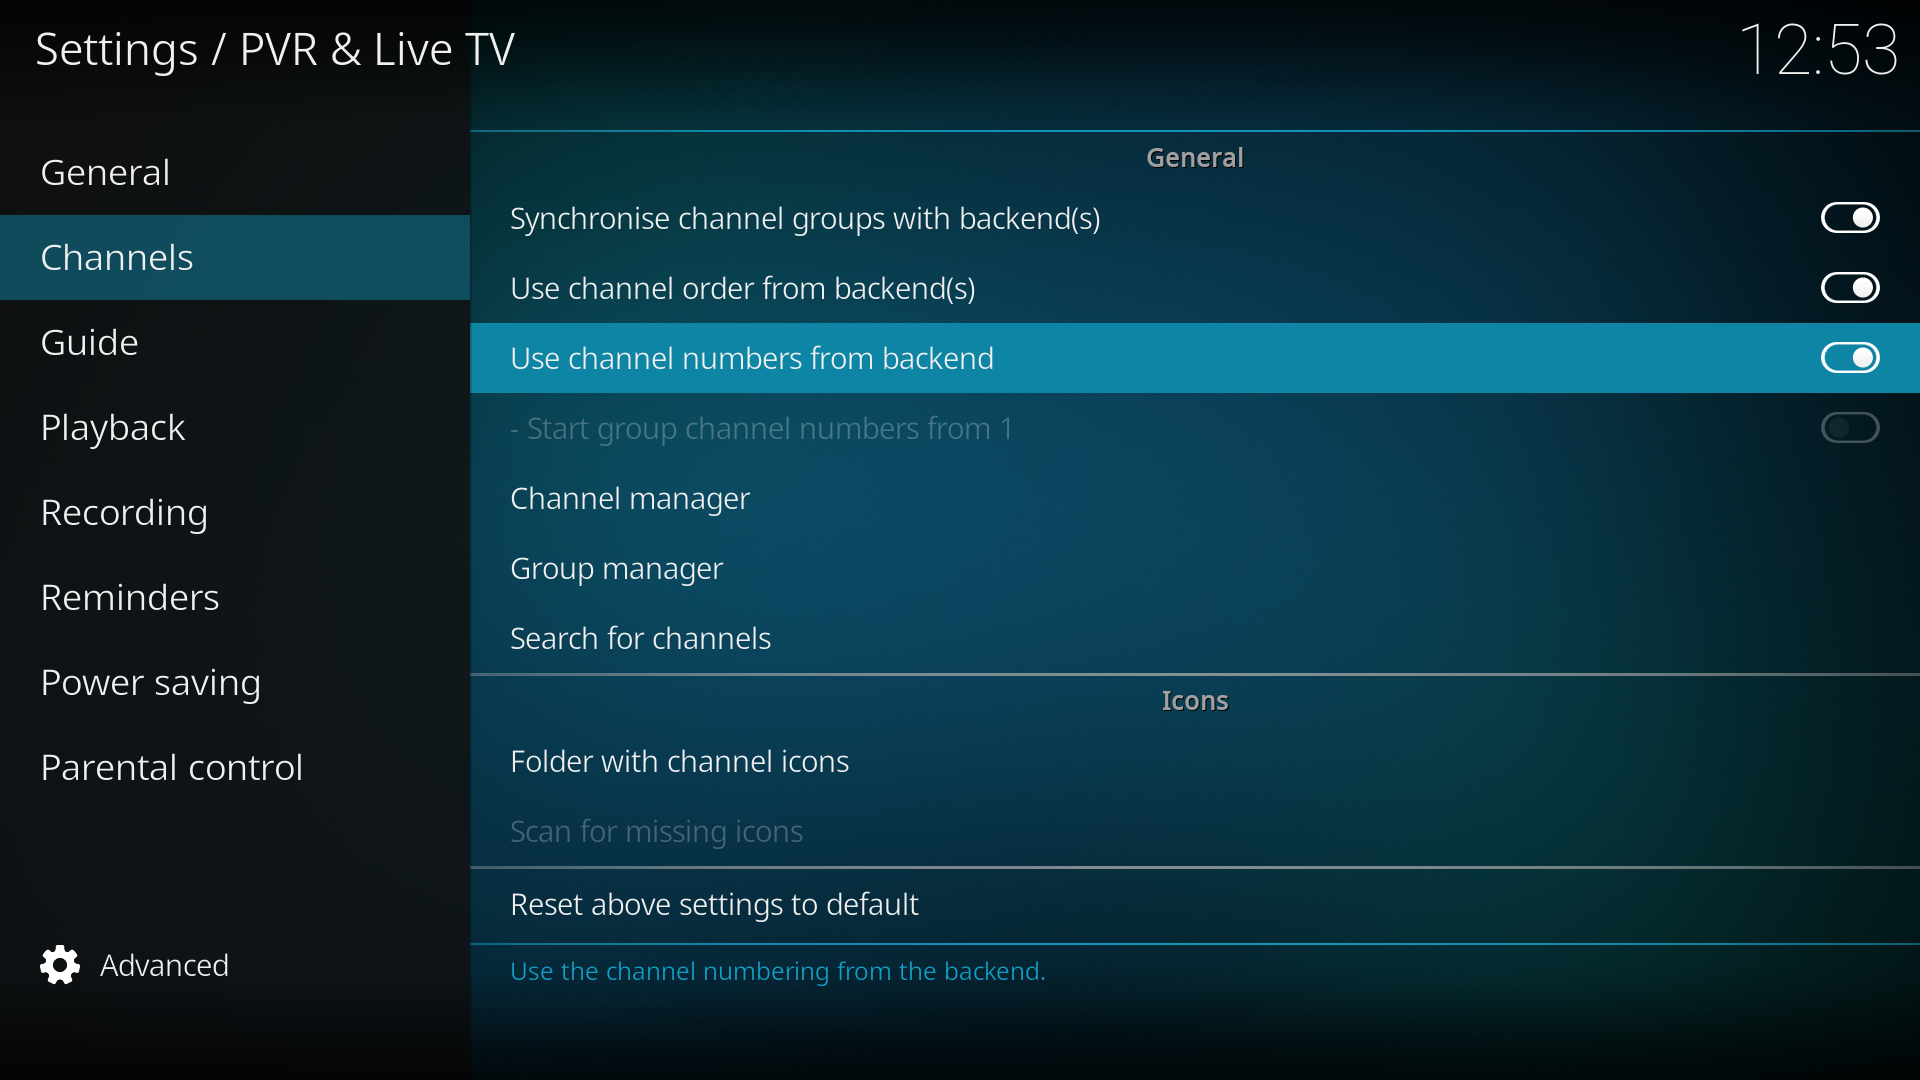 Settings / PVR & Live TV
12:53
General
Channels
Guide
Playback
Recording
Reminders
Power saving
Parental control
Advanced
General
Synchronise channel groups with backend(s)
Use channel order from backend(s)
Use channel numbers from backend
- Start group channel numbers from 1
Channel manager
Group manager
Search for channels
Icons
Folder with channel icons
Scan for missing icons
Reset above settings to default
Use the channel numbering from the backend.